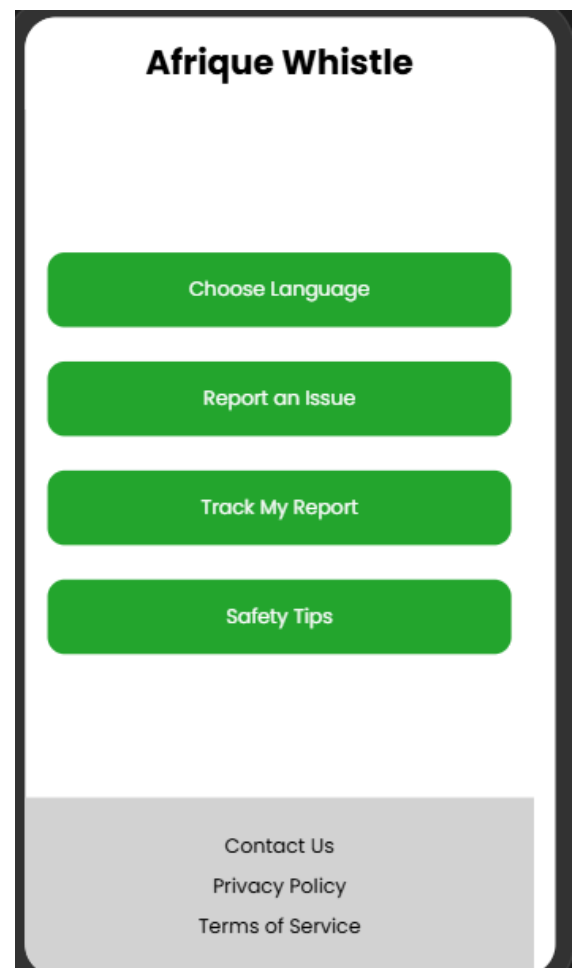 Afrique Whistle
Choose Language
Report an Issue
Track My Report
Safety Tips
Contact Us
Privacy Policy
Terms of Service